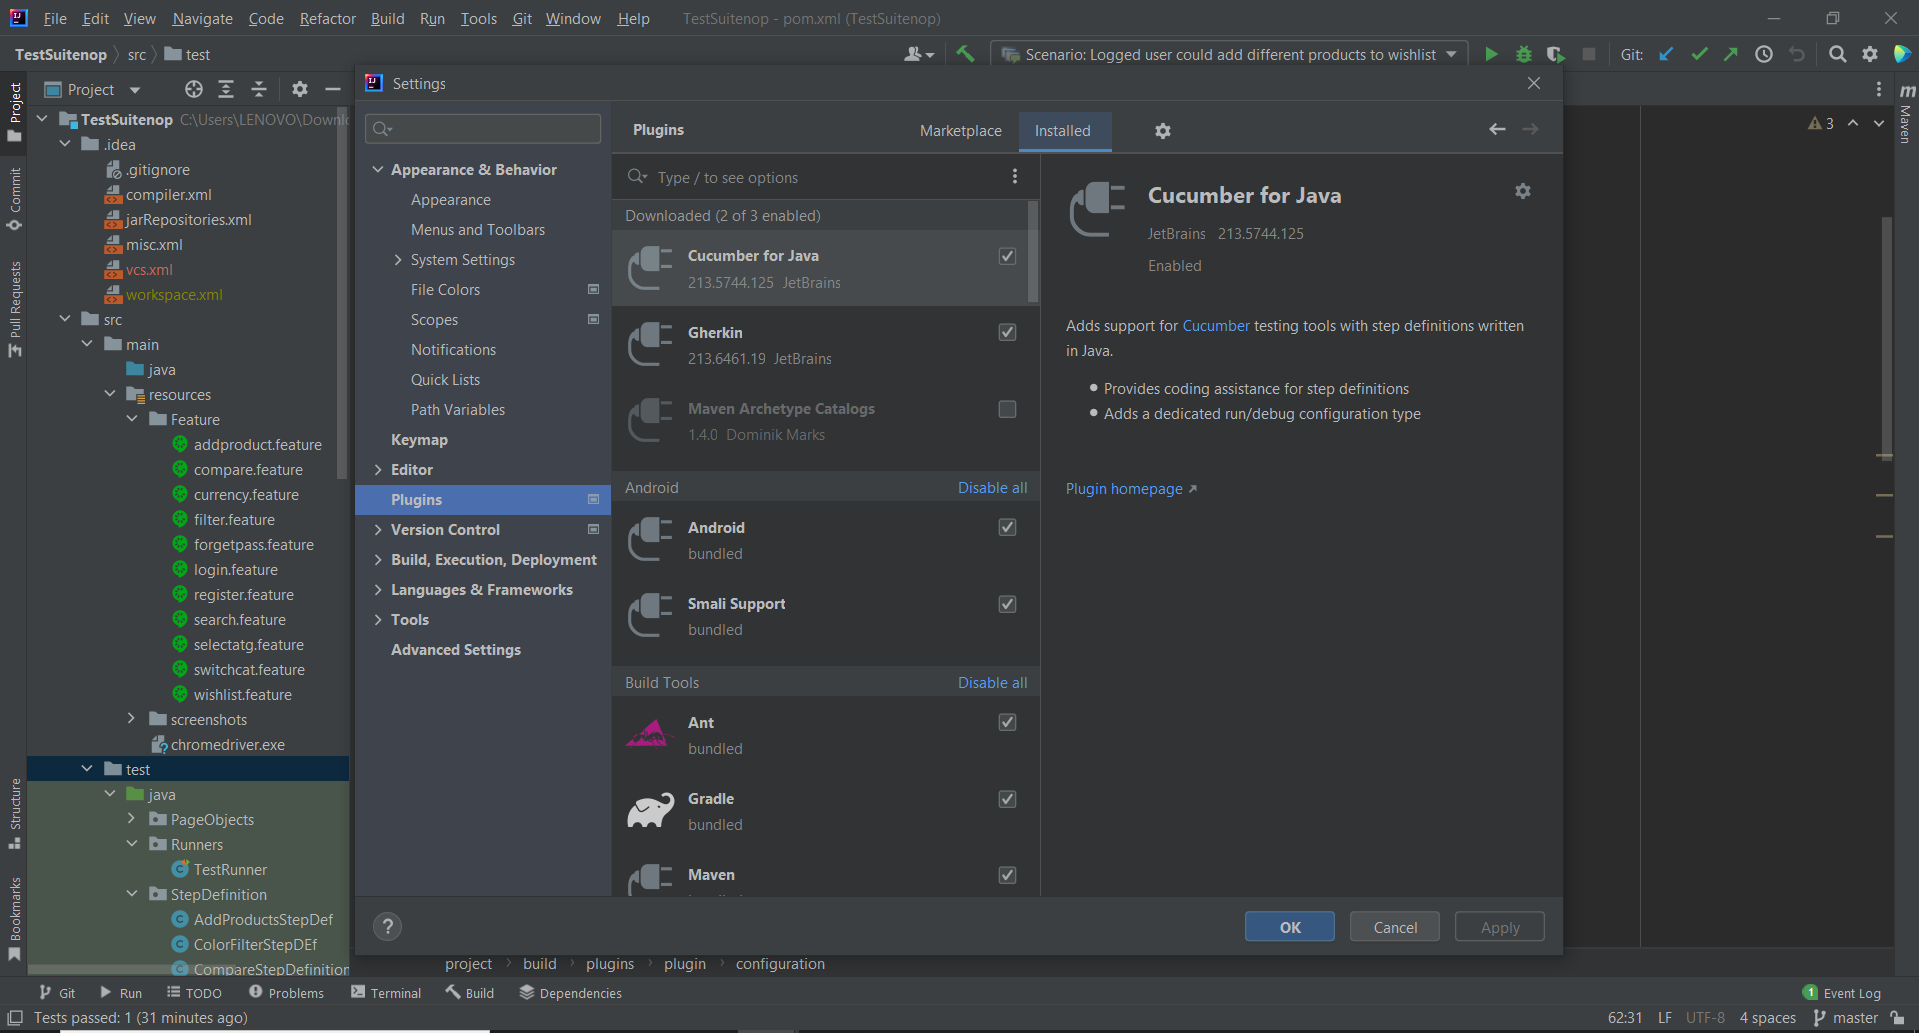 File Edit View Navigate Code Refactor Build Run Tools Git Window Help TestSuitenop - pom.xml (TestSuitenop)
TestSuitenop src test
Scenario: Logged user could add different products to wishlist
Git:
Project
Commit
Pull Requests
Structure
Bookmarks
Project
TestSuitenop C:\Users\LENOVO\Downlo
.idea
.gitignore
compiler.xml
jarRepositories.xml
misc.xml
vcs.xml
workspace.xml
src
main
java
resources
Feature
addproduct.feature
compare.feature
currency.feature
filter.feature
forgetpass.feature
login.feature
register.feature
search.feature
selectatg.feature
switchcat.feature
wishlist.feature
screenshots
chromedriver.exe
test
java
PageObjects
Runners
TestRunner
StepDefinition
AddProductsStepDef
ColorFilterStepDEf
CompareStepDefinition
Settings
Appearance & Behavior
Appearance
Menus and Toolbars
System Settings
File Colors
Scopes
Notifications
Quick Lists
Path Variables
Keymap
Editor
Plugins
Version Control
Build, Execution, Deployment
Languages & Frameworks
Tools
Advanced Settings
Plugins Marketplace Installed
Type / to see options
Downloaded (2 of 3 enabled)
Cucumber for Java
213.5744.125 JetBrains
Gherkin
213.6461.19 JetBrains
Maven Archetype Catalogs
1.4.0 Dominik Marks
Android Disable all
Android
bundled
Smali Support
bundled
Build Tools Disable all
Ant
bundled
Gradle
bundled
Maven
Cucumber for Java
JetBrains 213.5744.125
Enabled
Adds support for Cucumber testing tools with step definitions written
in Java.
Provides coding assistance for step definitions
Adds a dedicated run/debug configuration type
Plugin homepage
?
OK Cancel Apply
3
m
Maven
project build plugins plugin configuration
Git Run TODO Problems Terminal Build Dependencies 1 Event Log
Tests passed: 1 (31 minutes ago) 62:31 LF UTF-8 4 spaces master